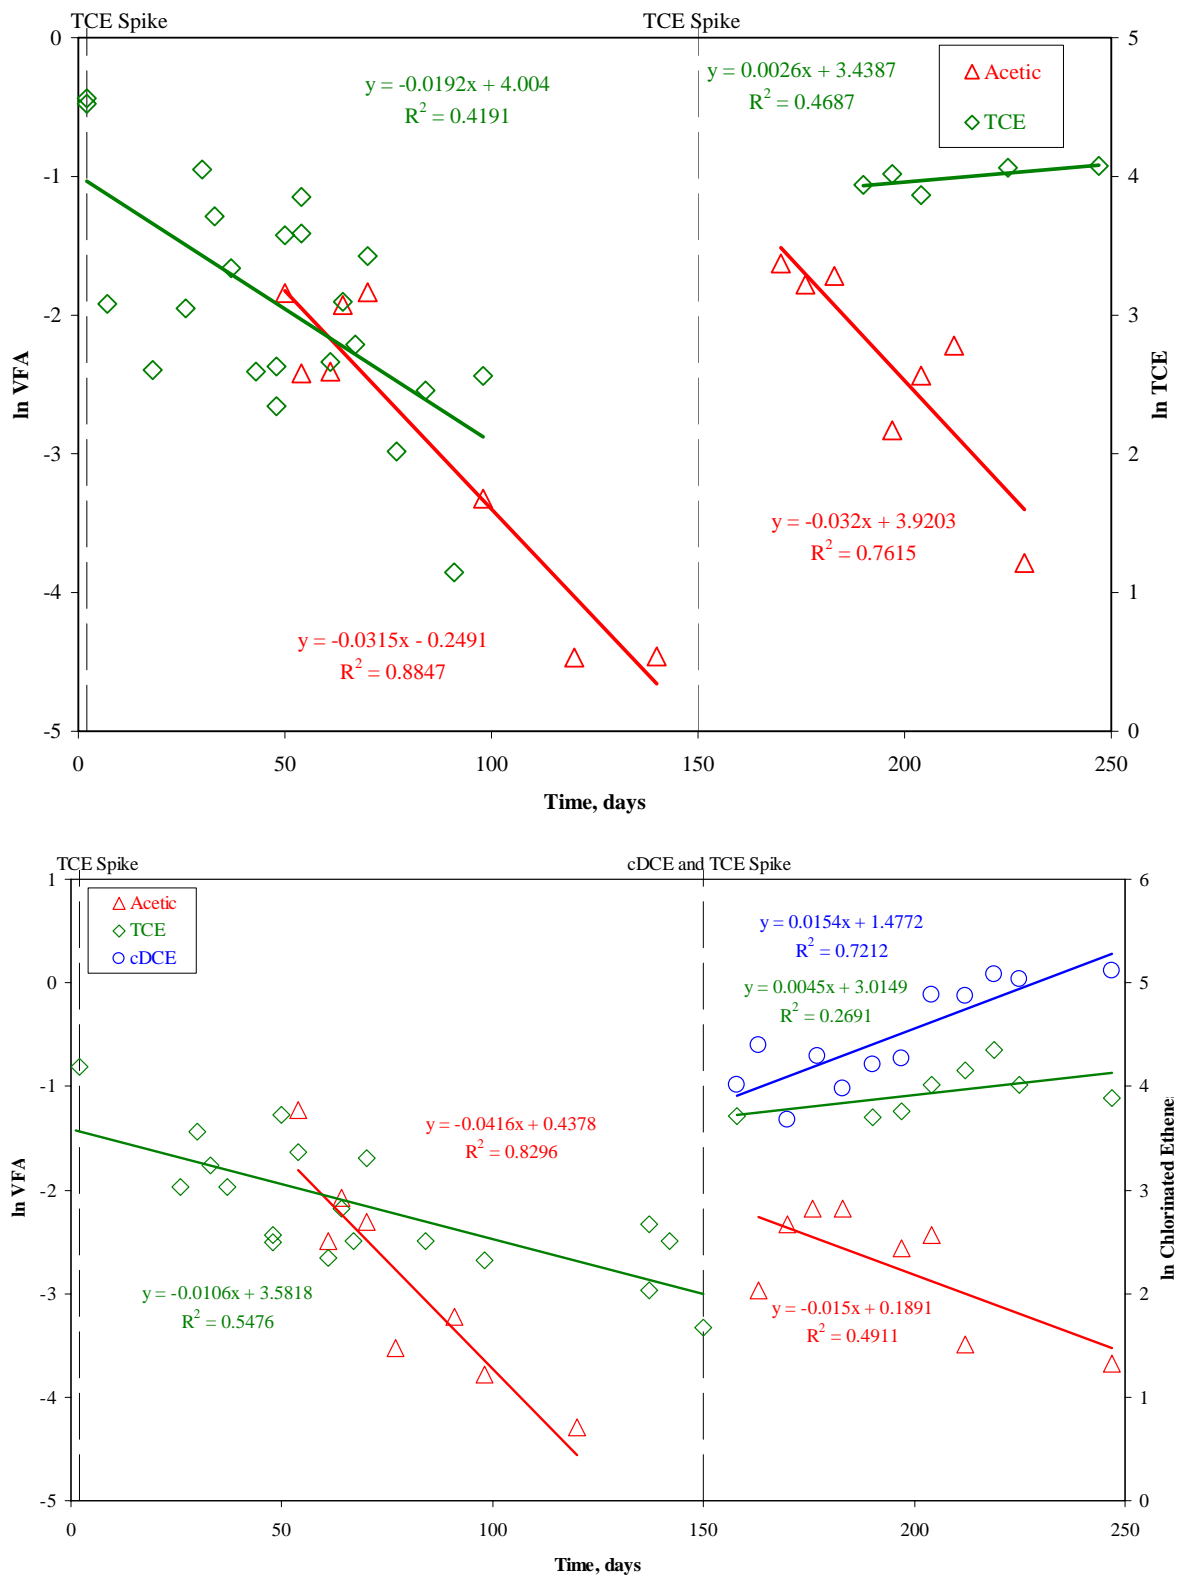 TCE Spike TCE Spike
0 5
y = -0.0192x + 4.004
R² = 0.4191
y = 0.0026x + 3.4387
R² = 0.4687
Acetic
TCE
-1 4
-2 3
ln VFA
ln TCE
-3 2
y = -0.032x + 3.9203
R² = 0.7615
-4 1
y = -0.0315x - 0.2491
R² = 0.8847
-5 0
0 50 100 150 200 250
Time, days
TCE Spike cDCE and TCE Spike
1 6
Acetic
TCE
cDCE
y = 0.0154x + 1.4772
R² = 0.7212
0 5
y = 0.0045x + 3.0149
R² = 0.2691
-1 4
y = -0.0416x + 0.4378
R² = 0.8296
-2 3
ln VFA
ln Chlorinated Ethene
-3 2
y = -0.0106x + 3.5818
R² = 0.5476
y = -0.015x + 0.1891
R² = 0.4911
-4 1
-5 0
0 50 100 150 200 250
Time, days